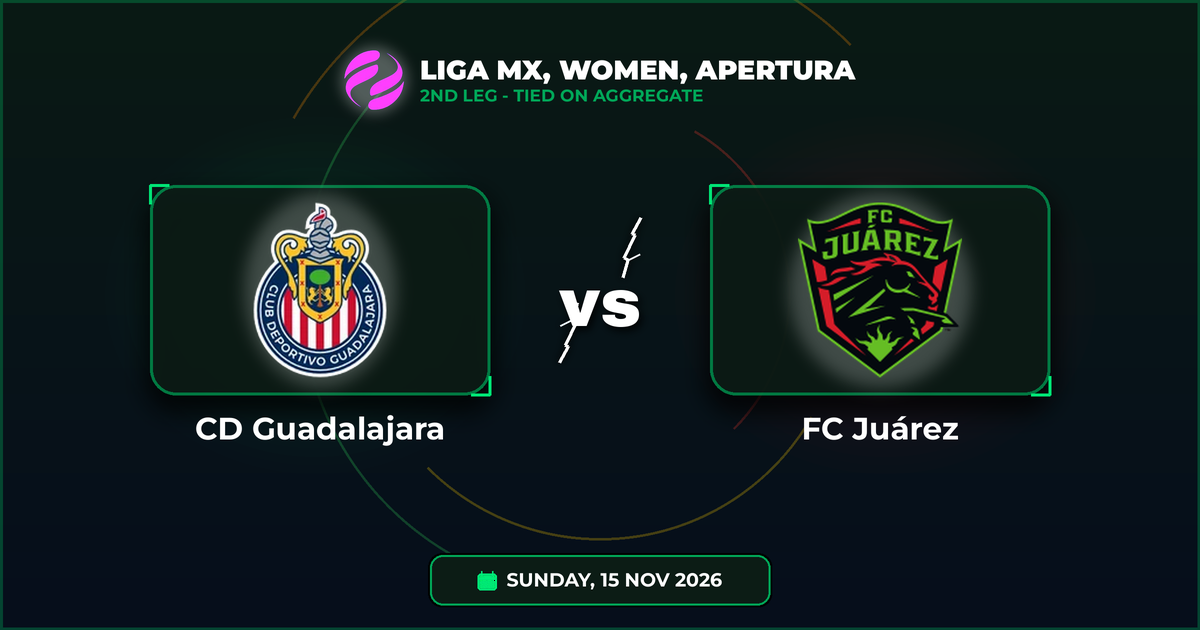 LIGA MX, WOMEN, APERTURA
2ND LEG - TIED ON AGGREGATE
CLUB DEPORTIVO GUADALAJARA
FC
JUÁREZ
VS
CD Guadalajara
FC Juárez
SUNDAY, 15 NOV 2026